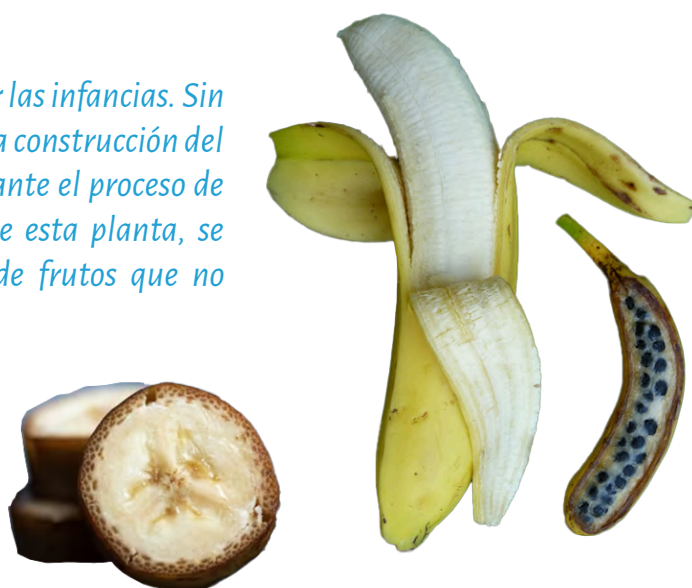 las infancias. Sin
construcción del
ante el proceso de
esta planta, se
de frutos que no